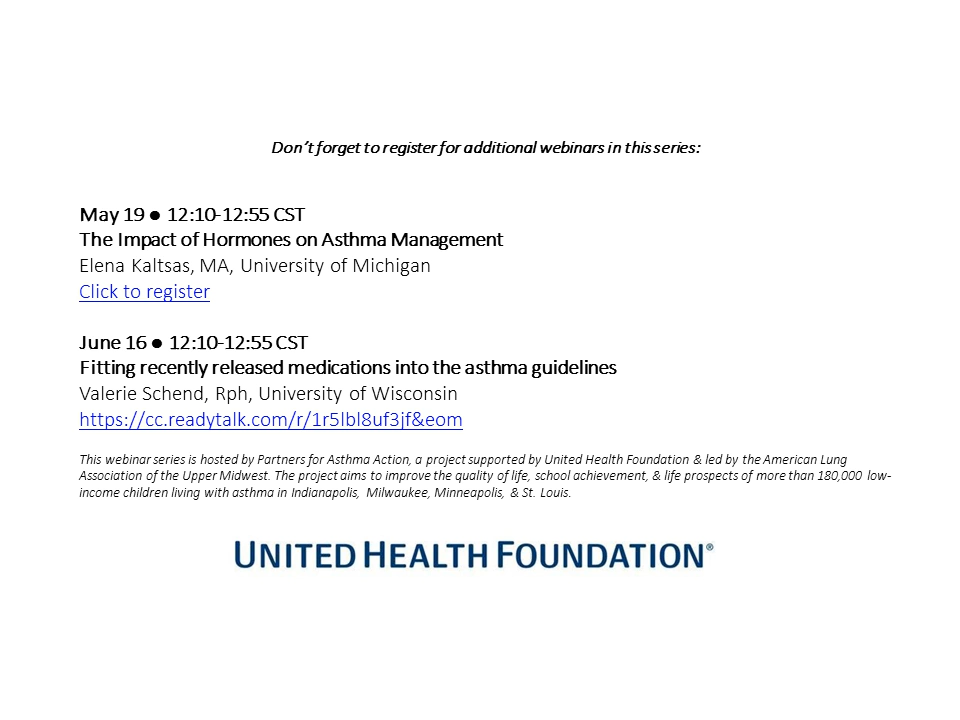 Don’t forget to register for additional webinars in this series:
May 19 ● 12:10-12:55 CST
The Impact of Hormones on Asthma Management
Elena Kaltsas, MA, University of Michigan
Click to register
June 16 ● 12:10-12:55 CST
Fitting recently released medications into the asthma guidelines
Valerie Schend, Rph, University of Wisconsin
https://cc.readytalk.com/r/1r5lbl8uf3jf&eom
This webinar series is hosted by Partners for Asthma Action, a project supported by United Health Foundation & led by the American Lung
Association of the Upper Midwest. The project aims to improve the quality of life, school achievement, & life prospects of more than 180,000 low-
income children living with asthma in Indianapolis, Milwaukee, Minneapolis, & St. Louis.
UNITED HEALTH FOUNDATION®